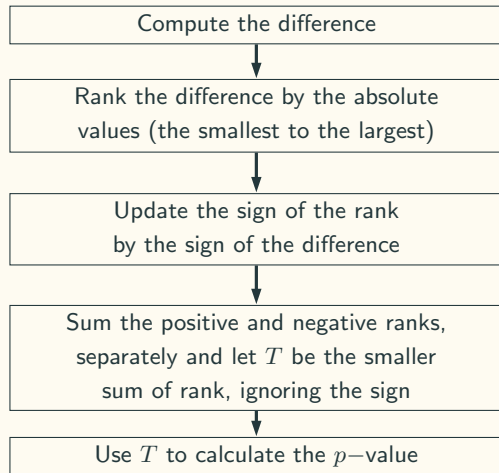 Compute the difference
Rank the difference by the absolute
values (the smallest to the largest)
Update the sign of the rank
by the sign of the difference
Sum the positive and negative ranks,
separately and let T be the smaller
sum of rank, ignoring the sign
Use T to calculate the p−value